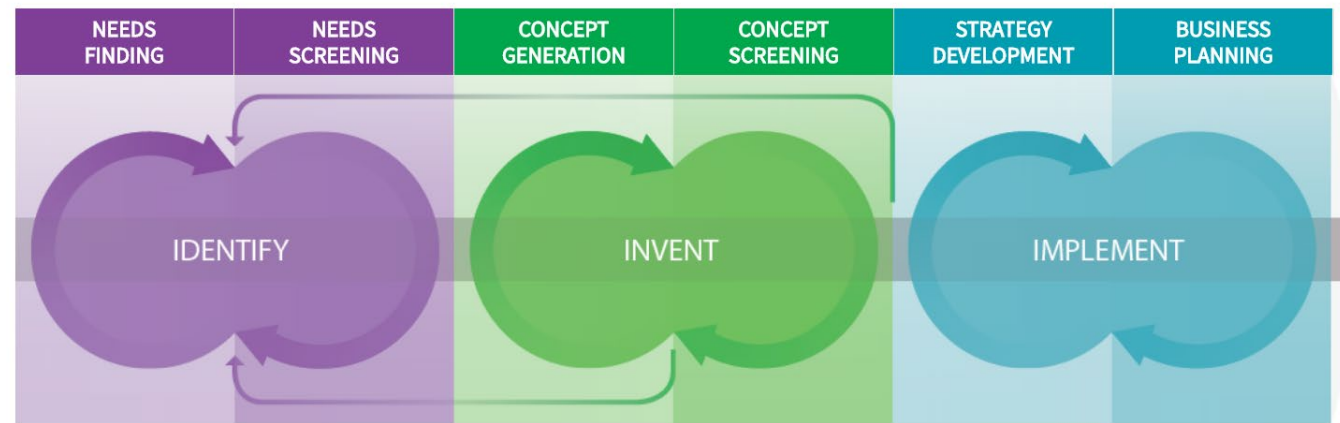 NEEDS
FINDING
NEEDS
SCREENING
CONCEPT
GENERATION
CONCEPT
SCREENING
STRATEGY
DEVELOPMENT
BUSINESS
PLANNING
IDENTIFY
INVENT
IMPLEMENT